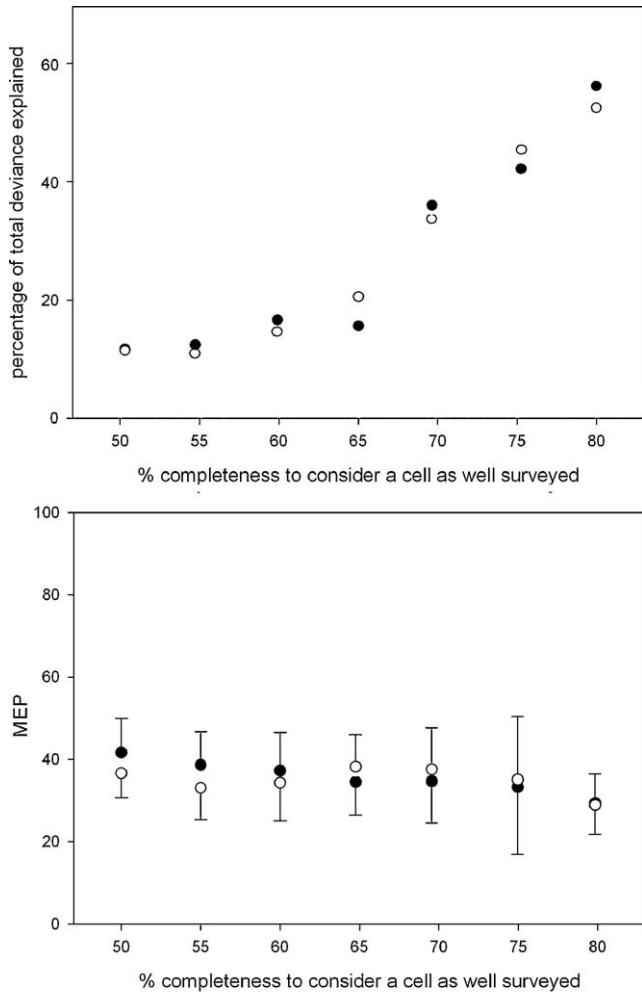 percentage of total deviance explained
60
40
20
0
50 55 60 65 70 75 80
% completeness to consider a cell as well surveyed
MEP
100
80
60
40
20
0
50 55 60 65 70 75 80
% completeness to consider a cell as well surveyed